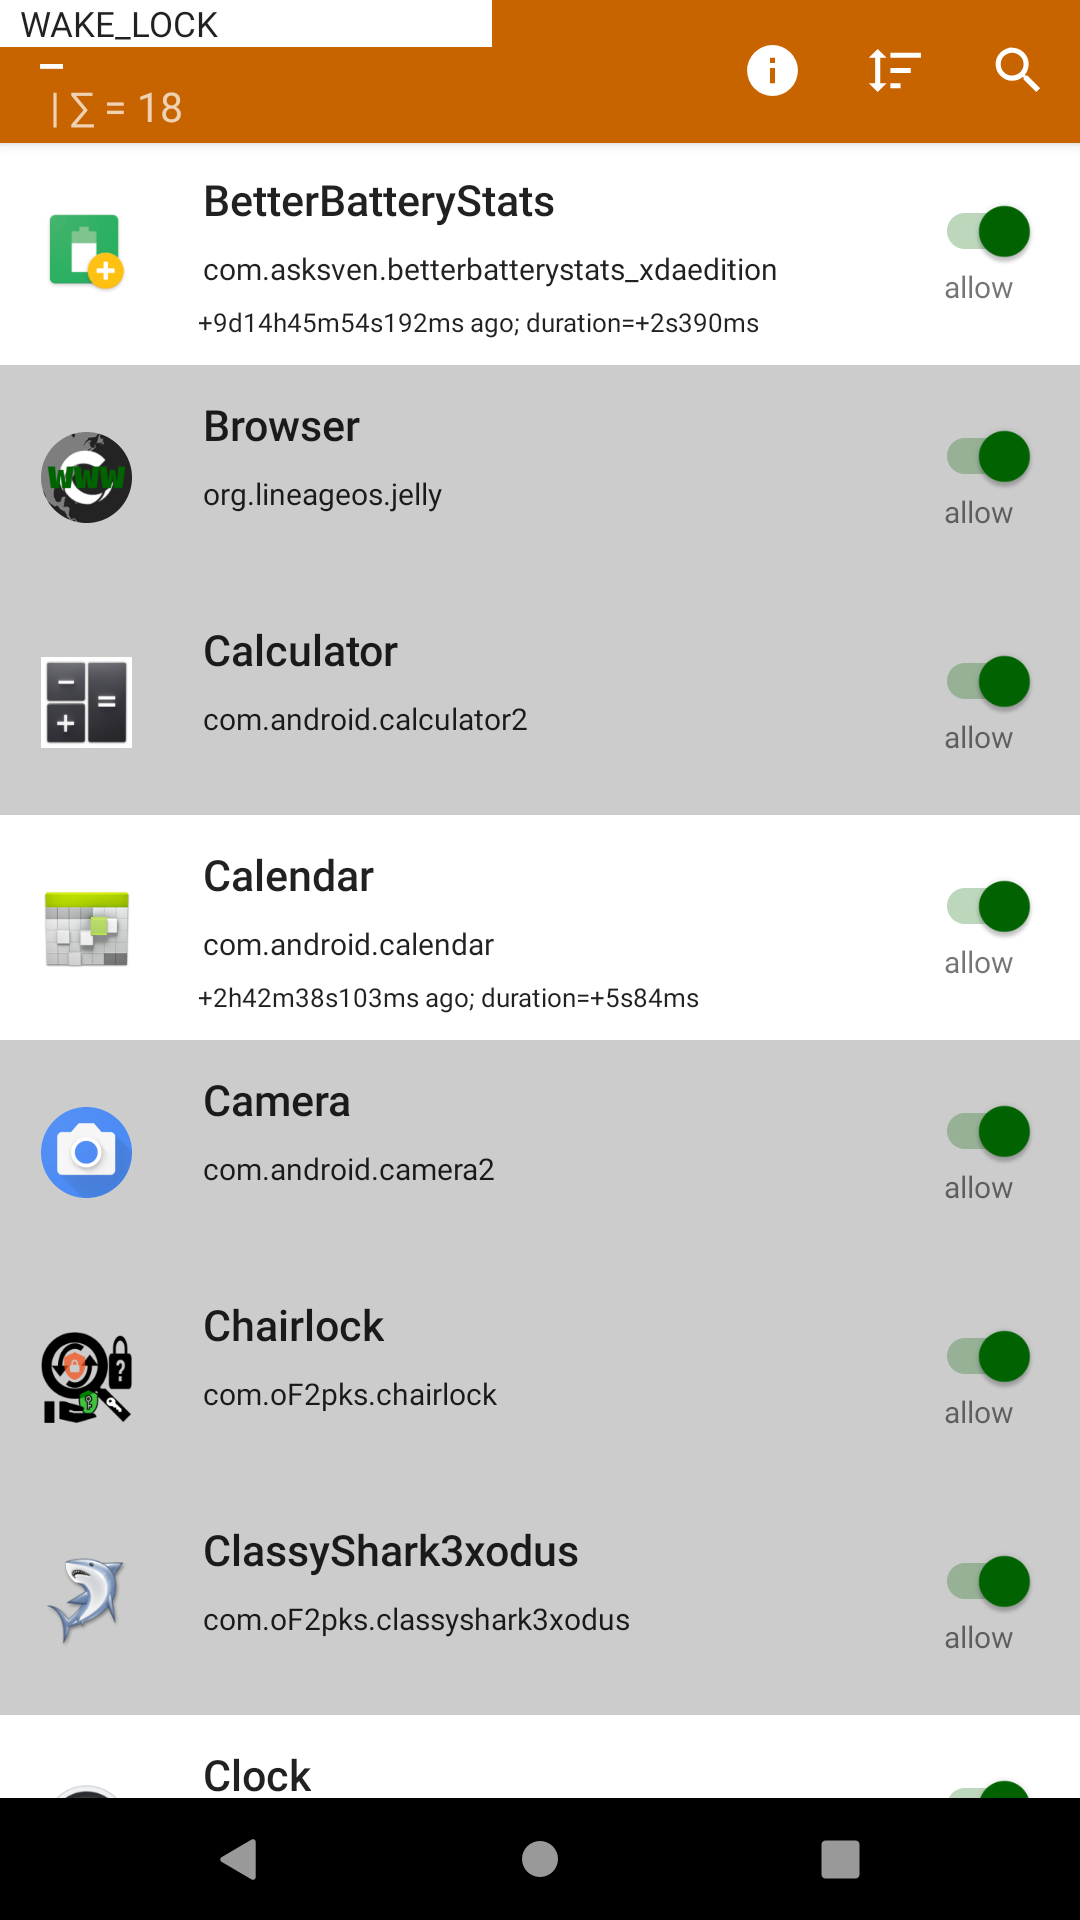 WAKE_LOCK
| ∑ = 18
BetterBatteryStats
com.asksven.betterbatterystats_xdaedition
+9d14h45m54s192ms ago; duration=+2s390ms
allow
Browser
org.lineageos.jelly
allow
WWW
Calculator
com.android.calculator2
allow
Calendar
com.android.calendar
+2h42m38s103ms ago; duration=+5s84ms
allow
Camera
com.android.camera2
allow
Chairlock
com.oF2pks.chairlock
allow
ClassyShark3xodus
com.oF2pks.classyshark3xodus
allow
Clock